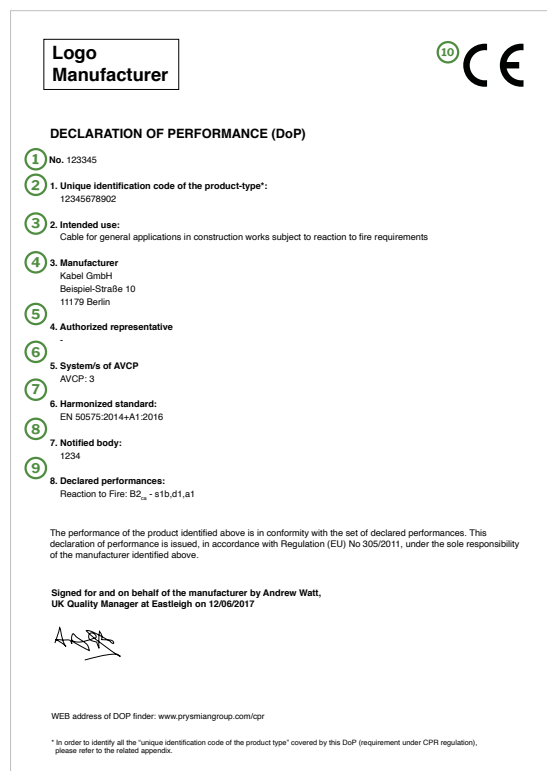 Logo
Manufacturer
10 CE
DECLARATION OF PERFORMANCE (DoP)
1 No. 123345
2 1. Unique identification code of the product-type*:
12345678902
3 2. Intended use:
Cable for general applications in construction works subject to reaction to fire requirements
4 3. Manufacturer
Kabel GmbH
Beispiel-Straße 10
11179 Berlin
5
4. Authorized representative
-
6
5. System/s of AVCP
AVCP: 3
7
6. Harmonized standard:
EN 50575:2014+A1:2016
8
7. Notified body:
1234
9
8. Declared performances:
Reaction to Fire: B2ca - s1b,d1,a1
The performance of the product identified above is in conformity with the set of declared performances. This
declaration of performance is issued, in accordance with Regulation (EU) No 305/2011, under the sole responsibility
of the manufacturer identified above.
Signed for and on behalf of the manufacturer by Andrew Watt,
UK Quality Manager at Eastleigh on 12/06/2017
WEB address of DOP finder: www.prysmiangroup.com/cpr
* In order to identify all the "unique identification code of the product type" covered by this DoP (requirement under CPR regulation),
please refer to the related appendix.